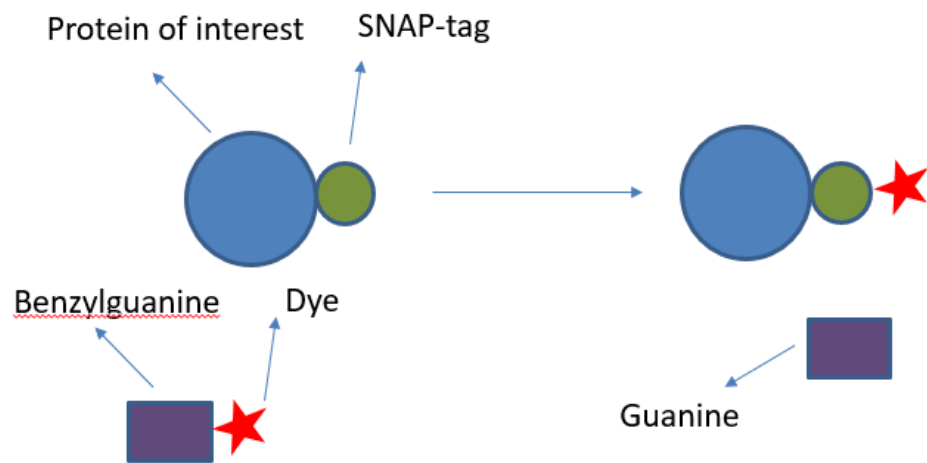 Protein of interest
SNAP-tag
Benzylguanine
Dye
Guanine